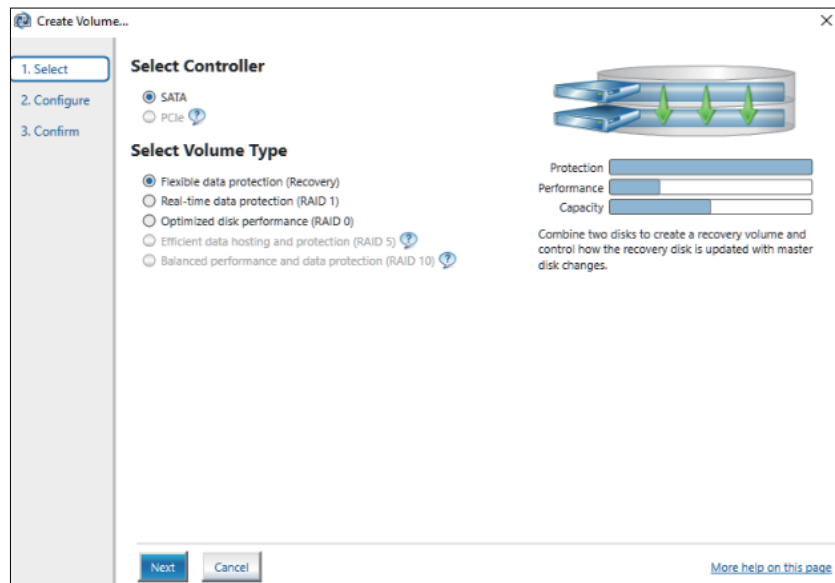 Create Volume...
1. Select
2. Configure
3. Confirm
Select Controller
SATA
PCIe ?
Select Volume Type
Flexible data protection (Recovery)
Real-time data protection (RAID 1)
Optimized disk performance (RAID 0)
Efficient data hosting and protection (RAID 5) ?
Balanced performance and data protection (RAID 10) ?
Protection
Performance
Capacity
Combine two disks to create a recovery volume and
control how the recovery disk is updated with master
disk changes.
Next
Cancel
More help on this page